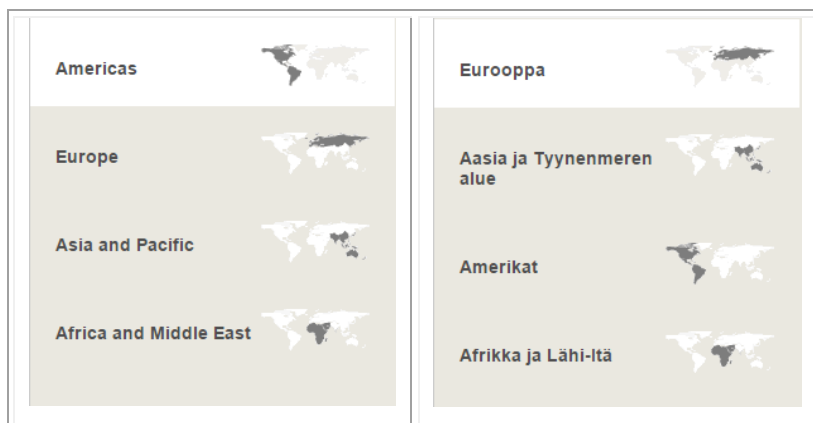 Americas
Europe
Asia and Pacific
Africa and Middle East
Eurooppa
Aasia ja Tyynenmeren
alue
Amerikat
Afrikka ja Lähi-Itä